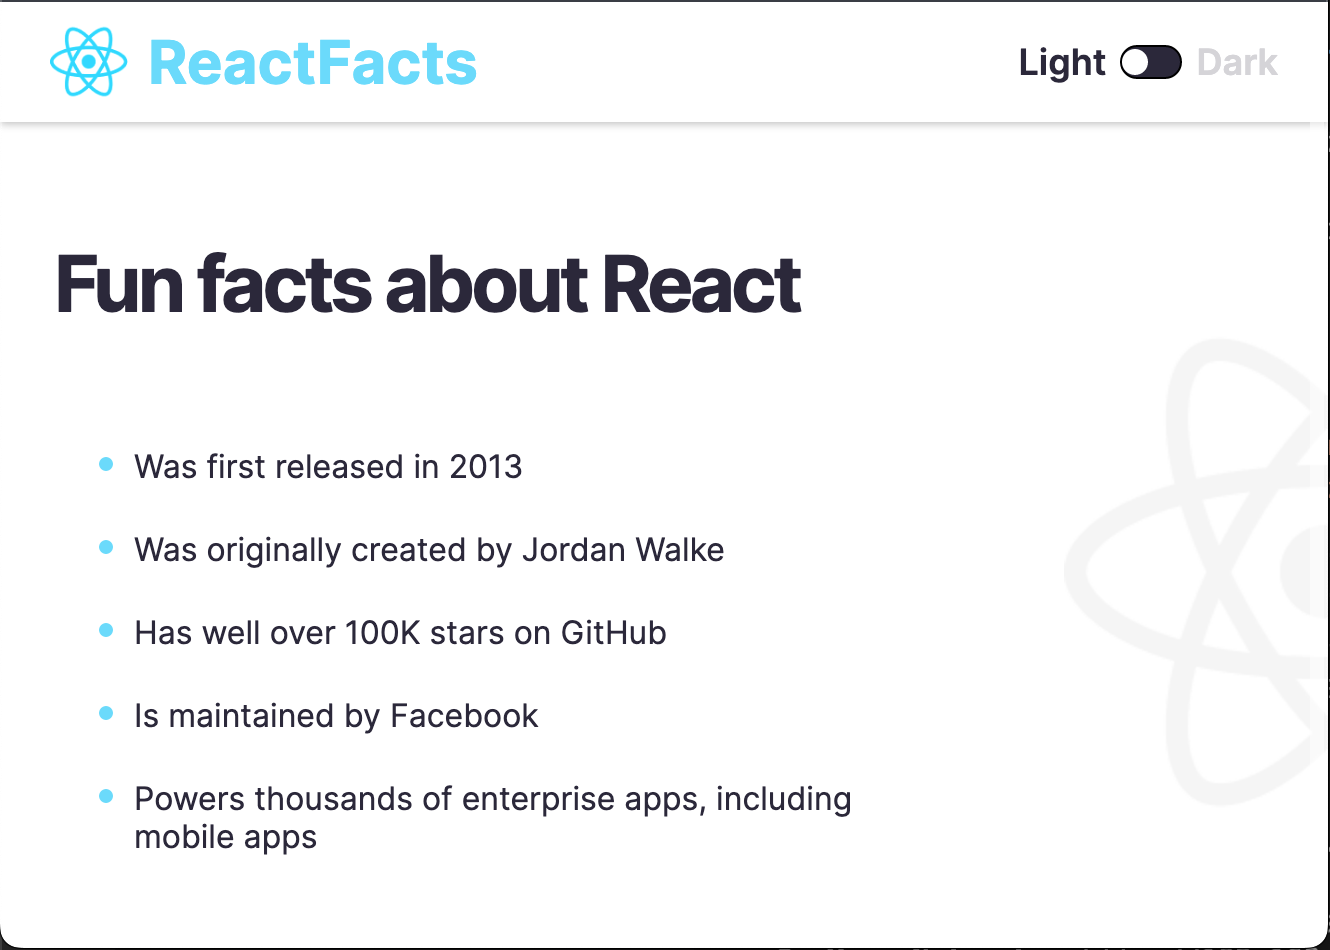 ReactFacts
Light Dark
Fun facts about React
Was first released in 2013
Was originally created by Jordan Walke
Has well over 100K stars on GitHub
Is maintained by Facebook
Powers thousands of enterprise apps, including
mobile apps